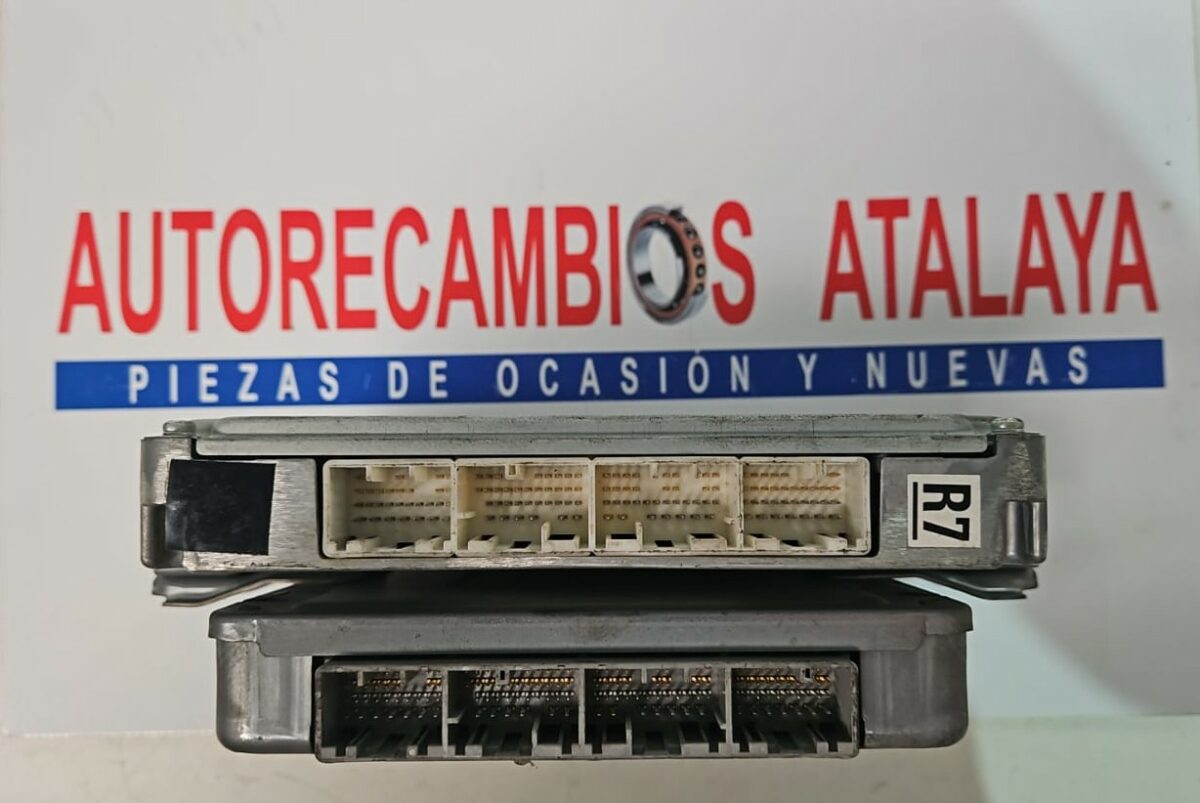 AUTORECAMBIOS ATALAYA
PIEZAS DE OCASIÓN Y NUEVAS
R7